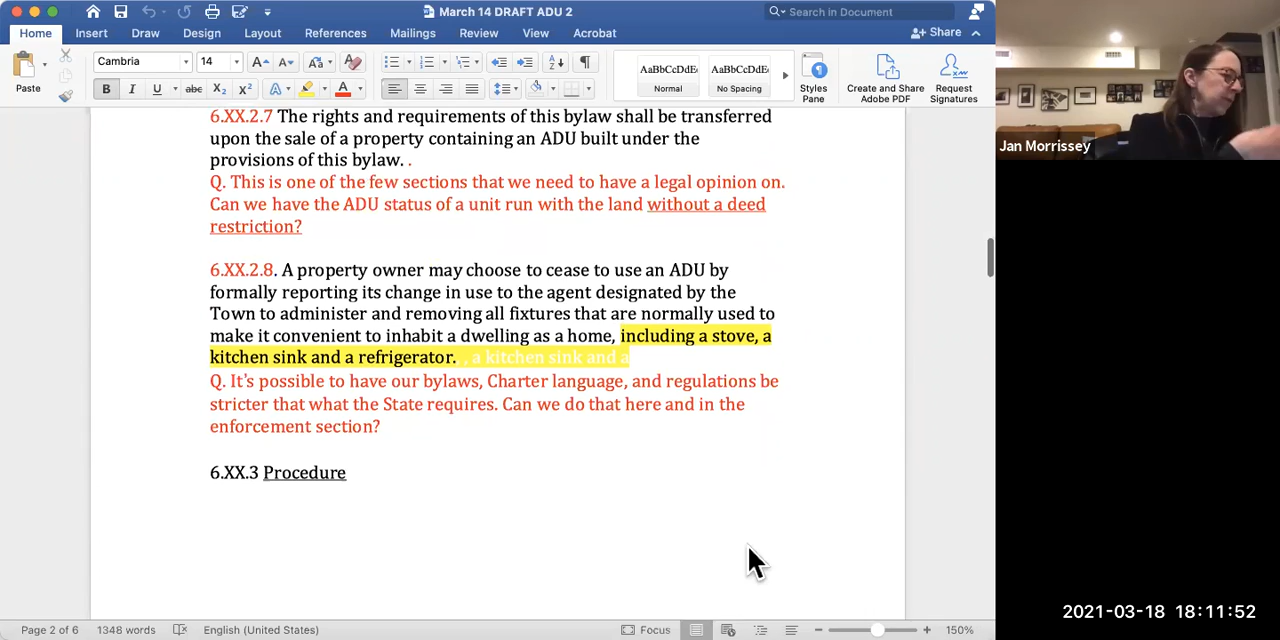 March 14 DRAFT ADU 2
Search in Document
Home Insert Draw Design Layout References Mailings Review View Acrobat Share
Paste
Cambria 14
AaBbCcDdE Normal
AaBbCcDdE No Spacing
Styles Pane
Create and Share Adobe PDF
Request Signatures
6.XX.2.7 The rights and requirements of this bylaw shall be transferred
upon the sale of a property containing an ADU built under the
provisions of this bylaw. .
Q. This is one of the few sections that we need to have a legal opinion on.
Can we have the ADU status of a unit run with the land without a deed
restriction?
6.XX.2.8. A property owner may choose to cease to use an ADU by
formally reporting its change in use to the agent designated by the
Town to administer and removing all fixtures that are normally used to
make it convenient to inhabit a dwelling as a home, including a stove, a
kitchen sink and a refrigerator. , a kitchen sink and a
Q. It's possible to have our bylaws, Charter language, and regulations be
stricter that what the State requires. Can we do that here and in the
enforcement section?
6.XX.3 Procedure
Page 2 of 6 1348 words English (United States) Focus 150%
Jan Morrissey
2021-03-18 18:11:52